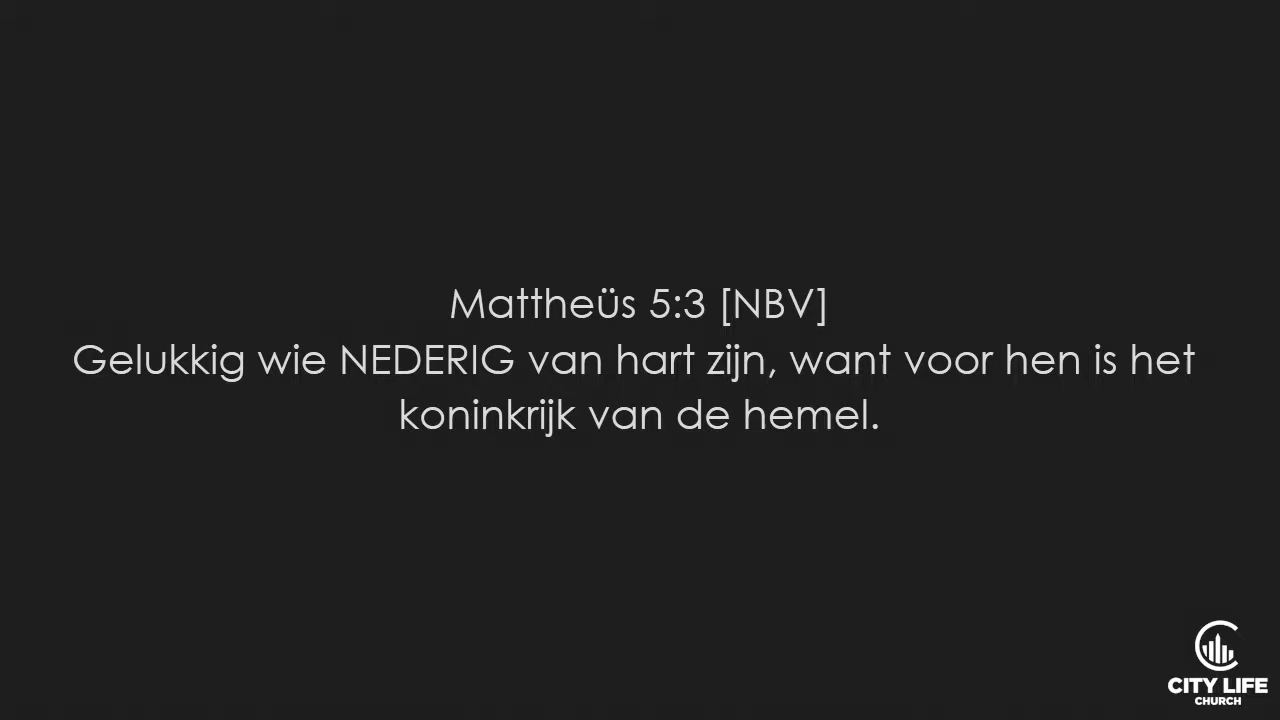 Mattheüs 5:3 [NBV]
Gelukkig wie NEDERIG van hart zijn, want voor hen is het
koninkrijk van de hemel.
CITY LIFE
CHURCH